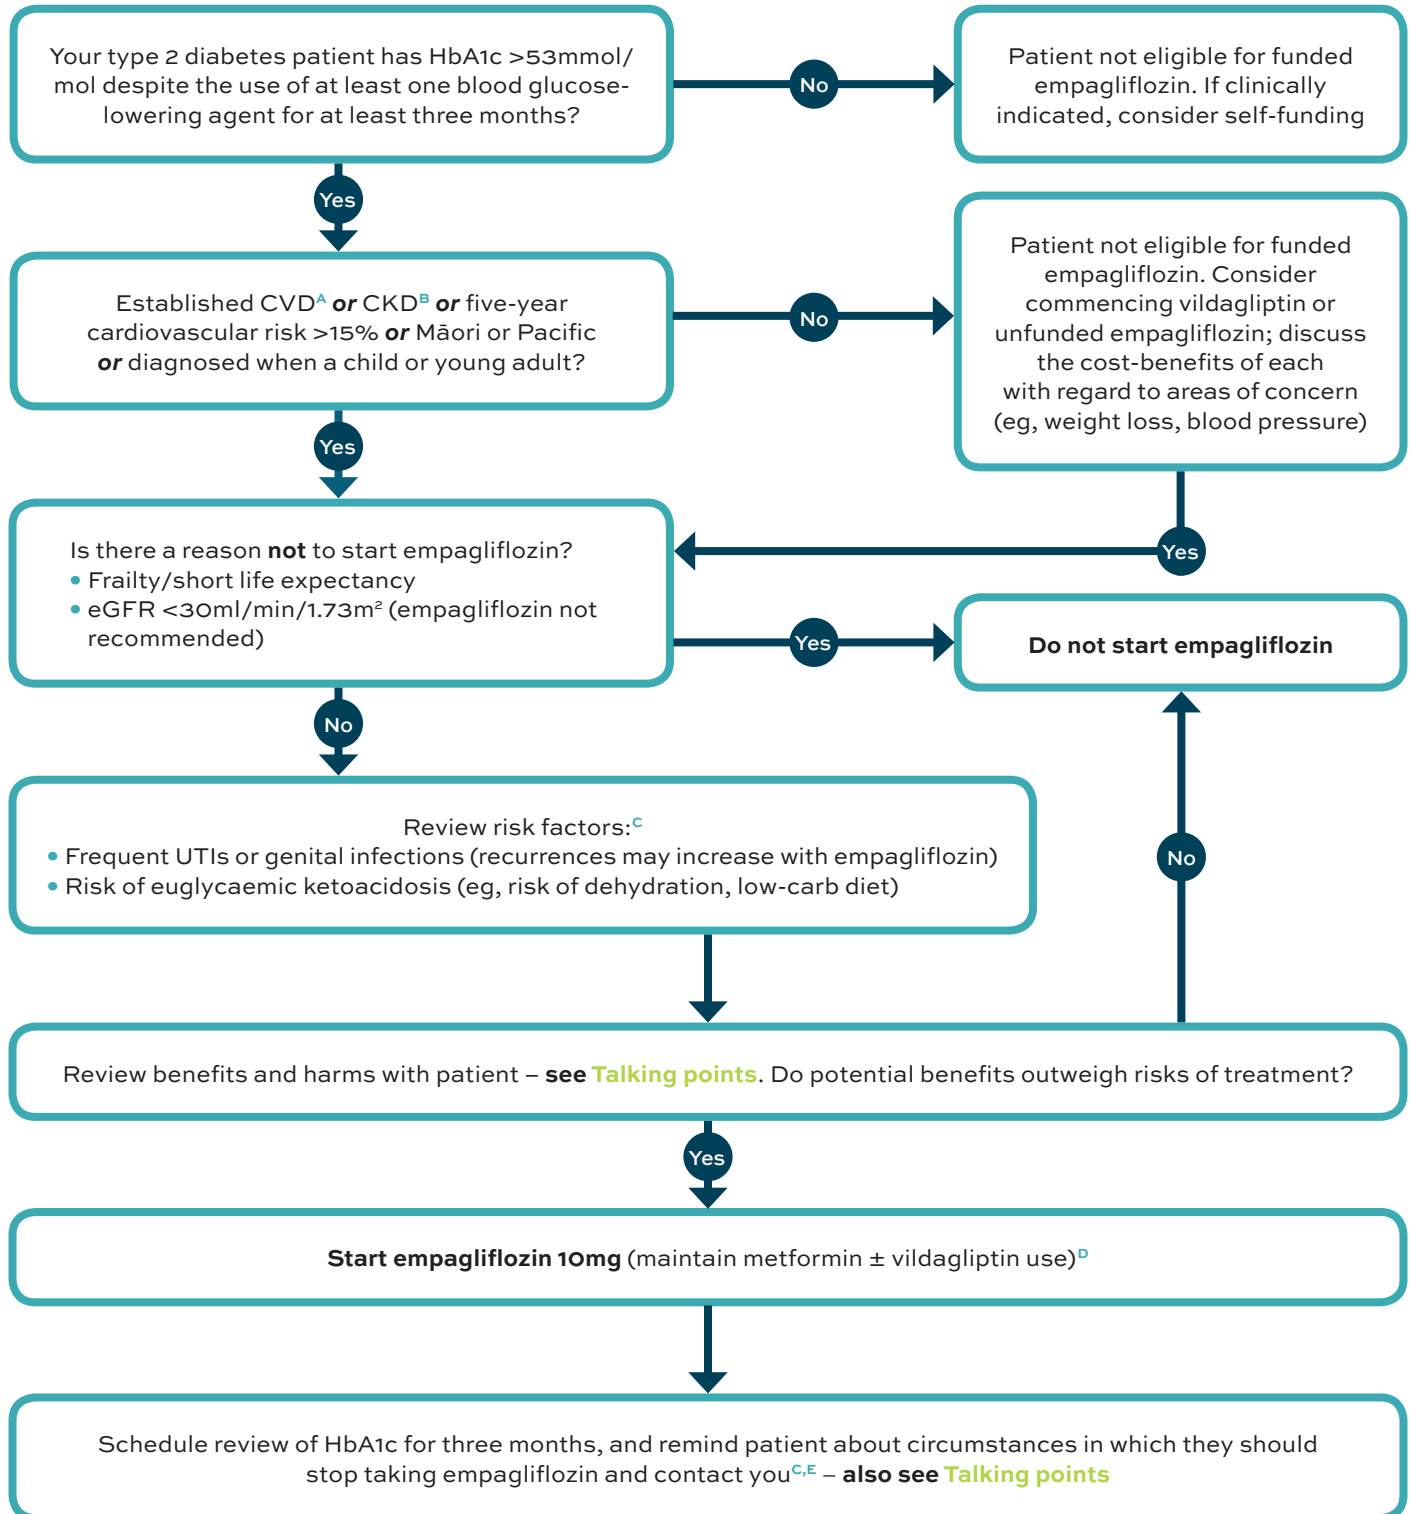 Your type 2 diabetes patient has HbA1c >53mmol/
mol despite the use of at least one blood glucose-
lowering agent for at least three months?
No
Patient not eligible for funded
empagliflozin. If clinically
indicated, consider self-funding
Yes
Established CVDᴬ or CKDᴮ or five-year
cardiovascular risk >15% or Māori or Pacific
or diagnosed when a child or young adult?
No
Patient not eligible for funded
empagliflozin. Consider
commencing vildagliptin or
unfunded empagliflozin; discuss
the cost-benefits of each
with regard to areas of concern
(eg, weight loss, blood pressure)
Yes
Yes
Is there a reason not to start empagliflozin?
• Frailty/short life expectancy
• eGFR <30ml/min/1.73m² (empagliflozin not
recommended)
Yes
Do not start empagliflozin
No
Review risk factors:ᶜ
• Frequent UTIs or genital infections (recurrences may increase with empagliflozin)
• Risk of euglycaemic ketoacidosis (eg, risk of dehydration, low-carb diet)
No
Review benefits and harms with patient – see Talking points. Do potential benefits outweigh risks of treatment?
Yes
Start empagliflozin 10mg (maintain metformin ± vildagliptin use)ᴰ
Schedule review of HbA1c for three months, and remind patient about circumstances in which they should
stop taking empagliflozin and contact youᶜ,ᴱ – also see Talking points